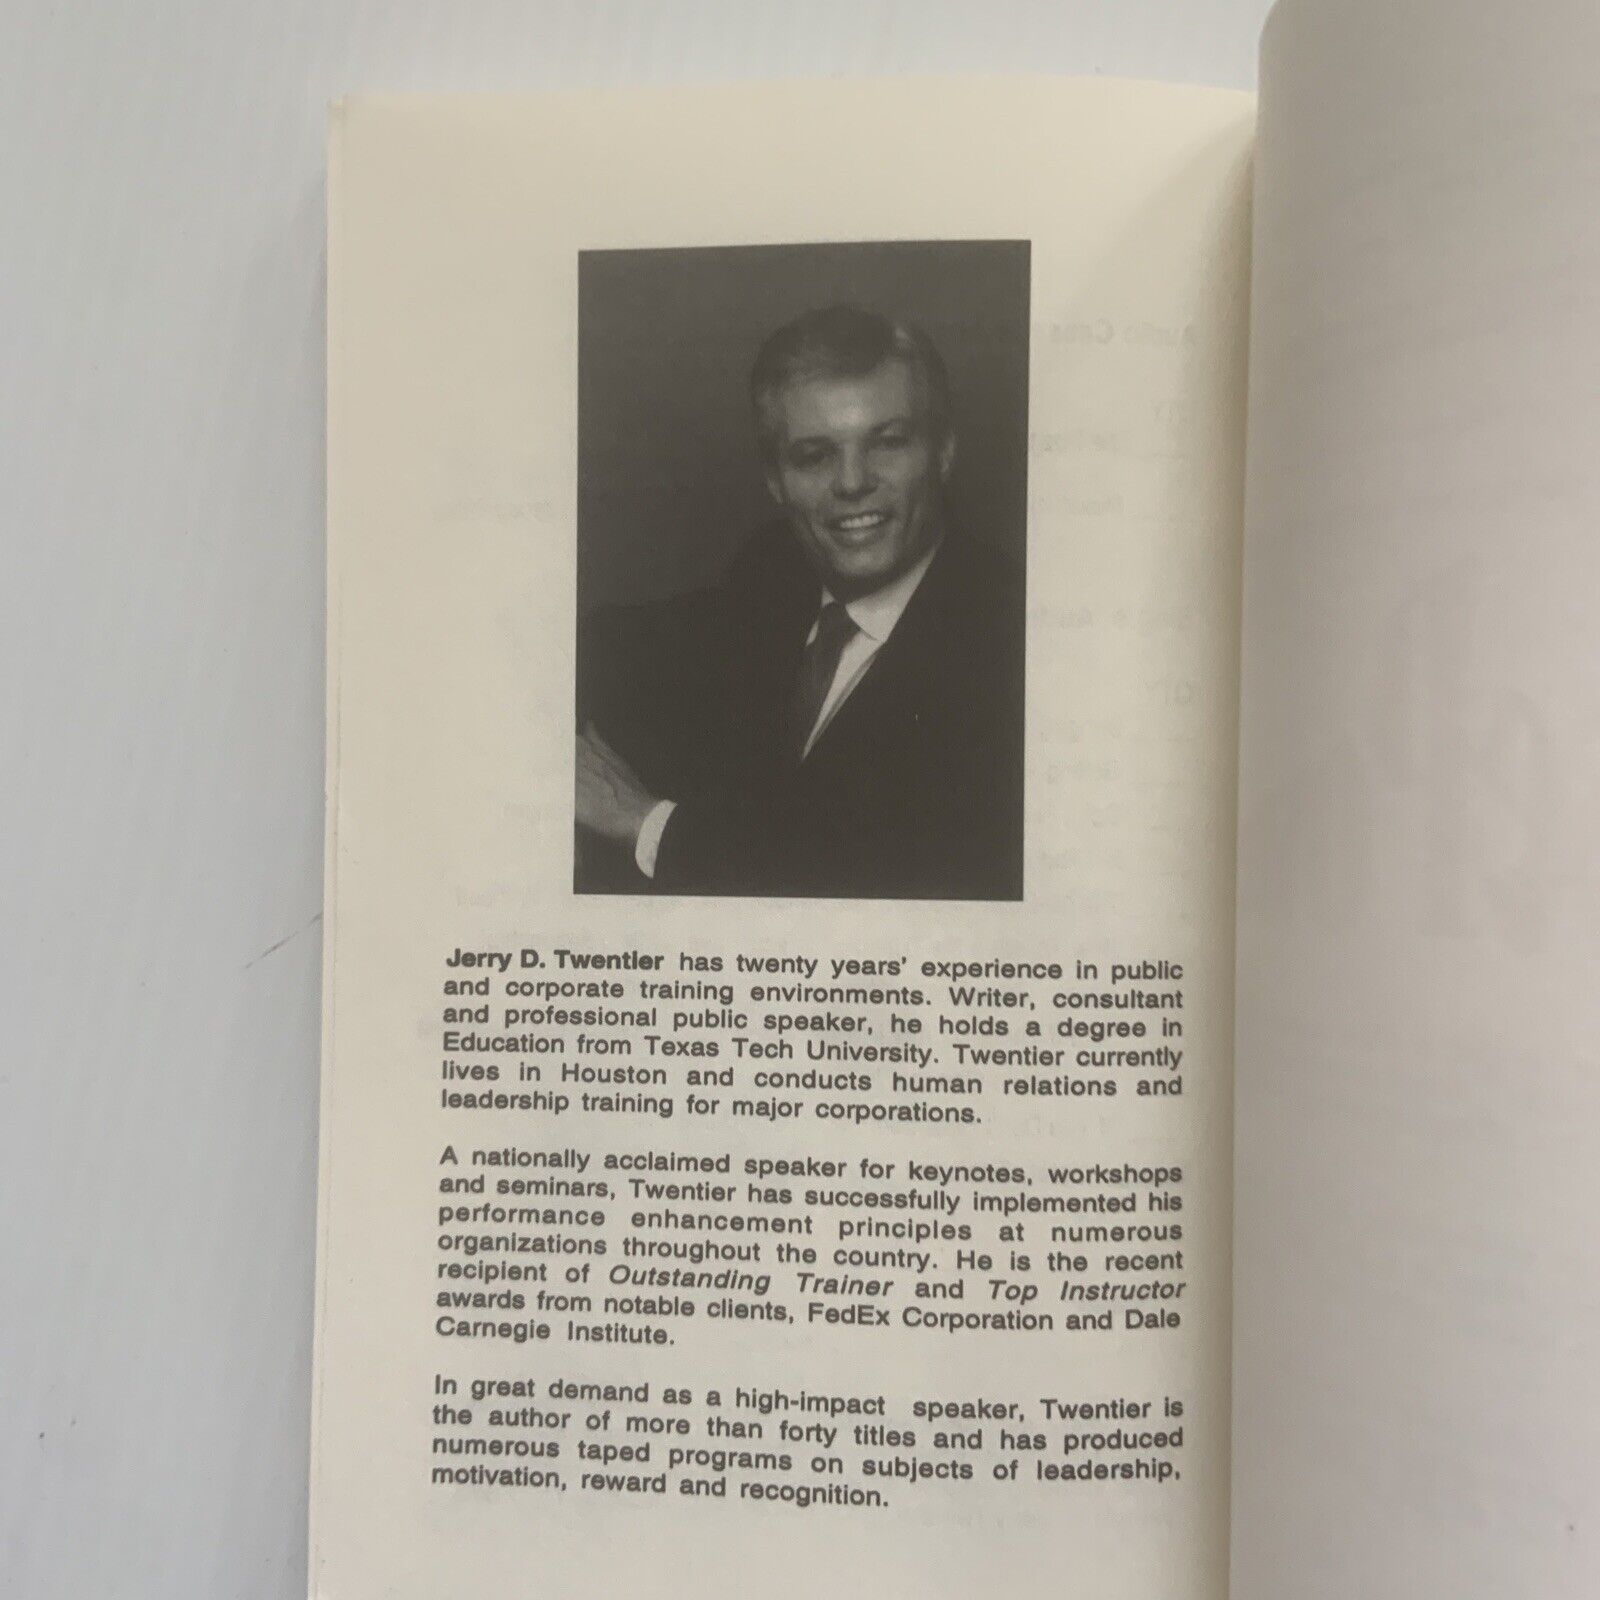 Jerry D. Twentier has twenty years' experience in public
and corporate training environments. Writer, consultant
and professional public speaker, he holds a degree in
Education from Texas Tech University. Twentier currently
lives in Houston and conducts human relations and
leadership training for major corporations.
A nationally acclaimed speaker for keynotes, workshops
and seminars, Twentier has successfully implemented his
performance enhancement principles at numerous
organizations throughout the country. He is the recent
recipient of Outstanding Trainer and Top Instructor
awards from notable clients, FedEx Corporation and Dale
Carnegie Institute.
In great demand as a high-impact speaker, Twentier is
the author of more than forty titles and has produced
numerous taped programs on subjects of leadership,
motivation, reward and recognition.